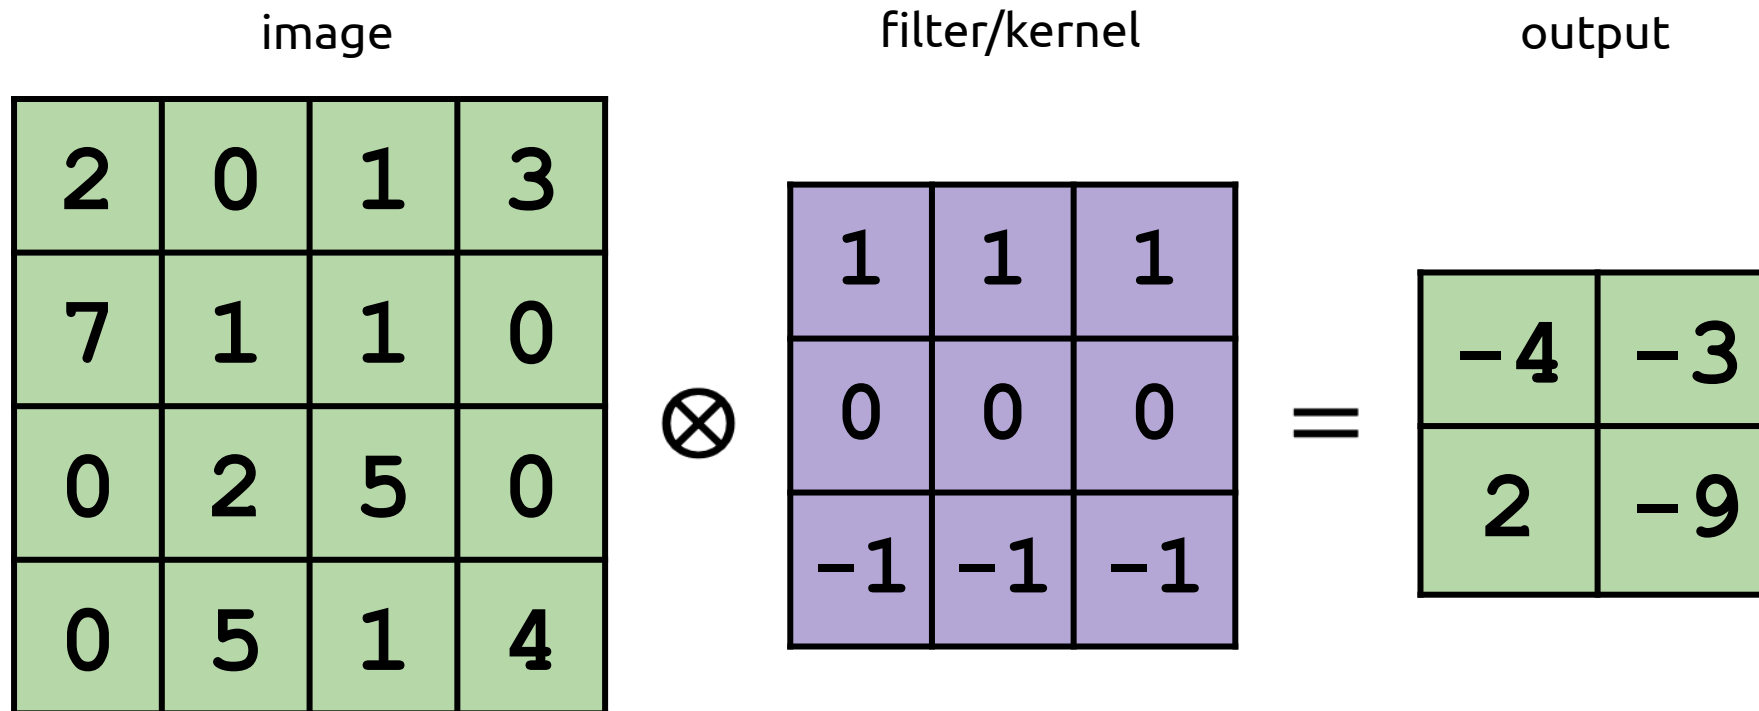 image filter/kernel output
2 0 1 3
7 1 1 0
0 2 5 0
0 5 1 4
⊗
1 1 1
0 0 0
-1 -1 -1
=
-4 -3
2 -9